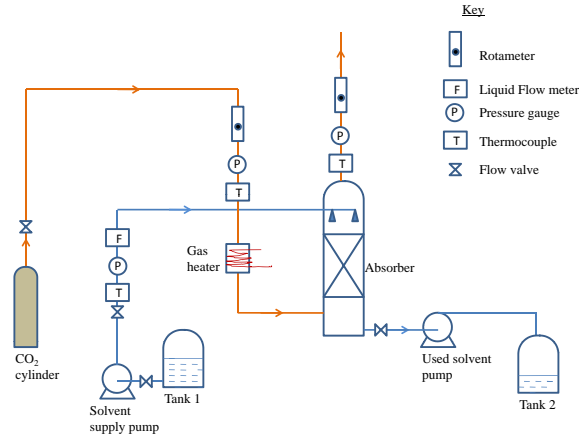 Key
Rotameter
F
Liquid Flow meter
P
Pressure gauge
T
Thermocouple
Flow valve
P
T
P
T
F
P
T
Gas
heater
Absorber
CO₂
cylinder
Solvent
supply pump
Tank 1
Used solvent
pump
Tank 2